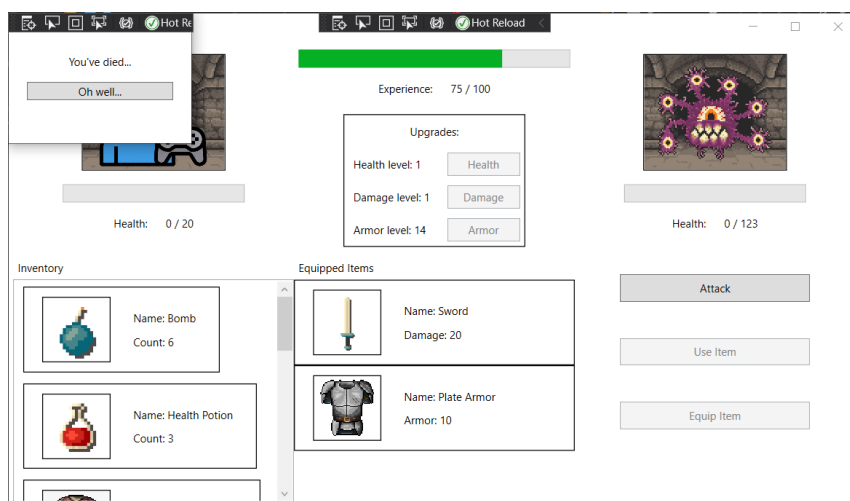 Hot Re
Hot Reload
You've died...
Oh well...
Experience: 75 / 100
Upgrades:
Health level: 1 Health
Damage level: 1 Damage
Armor level: 14 Armor
Health: 0 / 20
Health: 0 / 123
Inventory
Name: Bomb
Count: 6
Name: Health Potion
Count: 3
Equipped Items
Name: Sword
Damage: 20
Name: Plate Armor
Armor: 10
Attack
Use Item
Equip Item